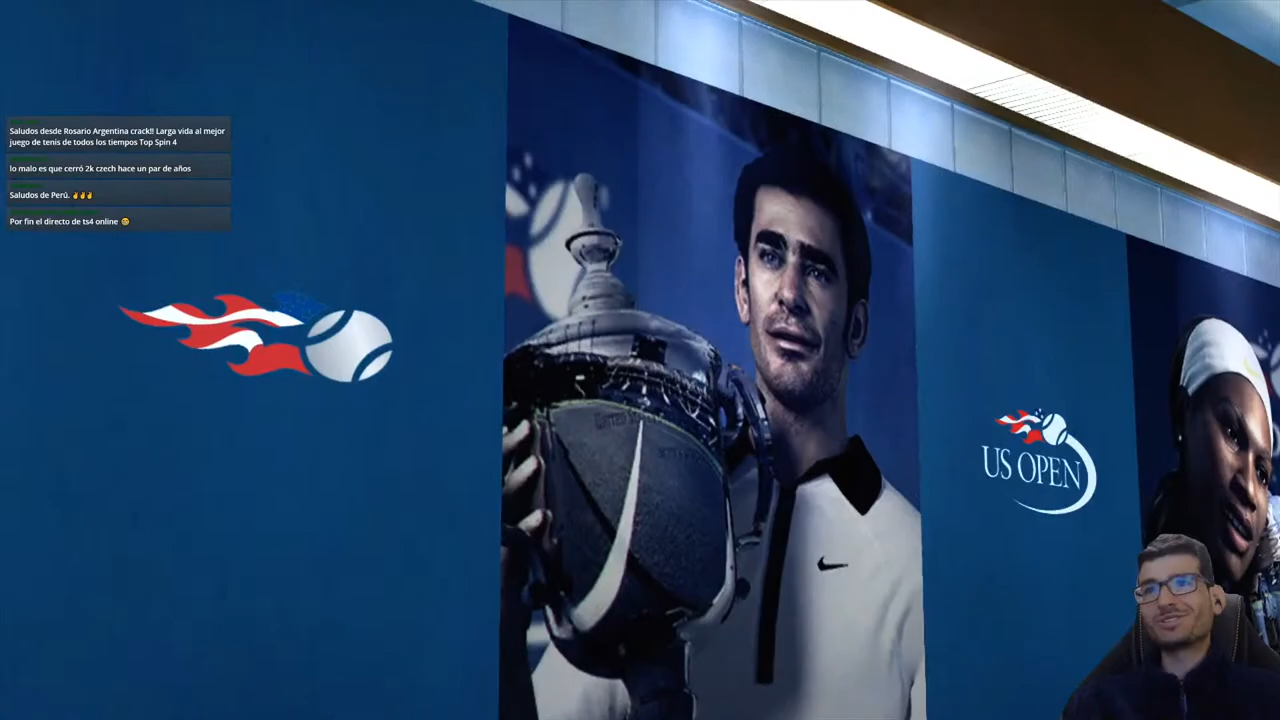 Saludos desde Rosario Argentina crack!! Larga vida al mejor
juego de tenis de todos los tiempos Top Spin 4
lo malo es que cerró 2k czech hace un par de años
Saludos de Perú. ✌️✌️✌️
Por fin el directo de ts4 online 😊
US OPEN